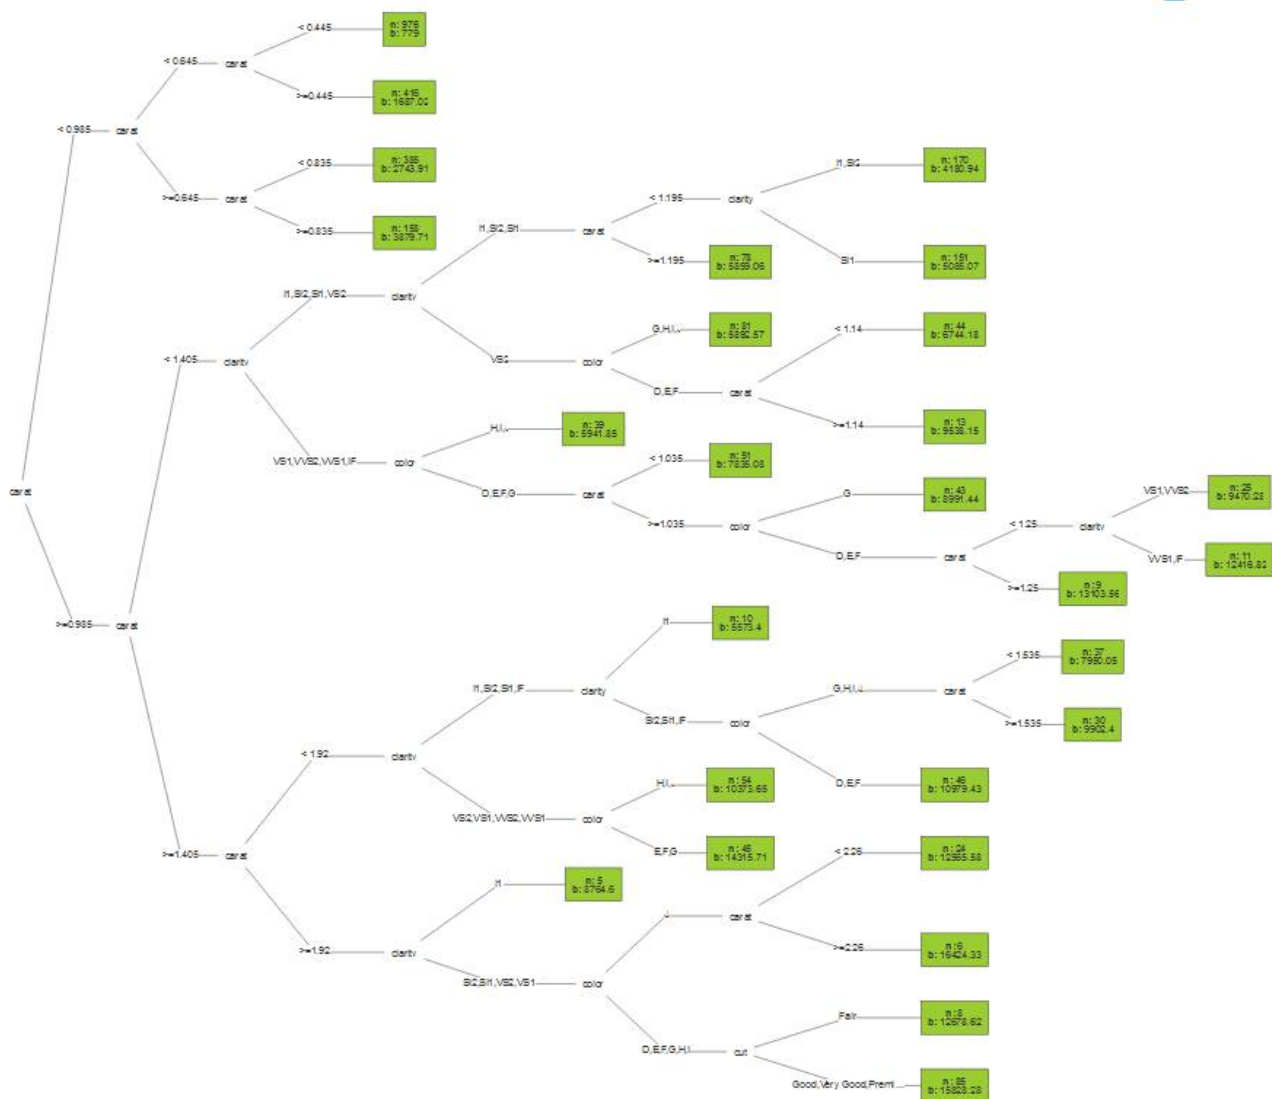 < 0.445
n: 976
b: 779
< 0.645
carat
>=0.445
n: 416
b: 1687.02
< 0.985
carat
< 0.835
n: 385
b: 2743.91
>=0.645
carat
>=0.835
n: 158
b: 3879.71
I1,SI2
n: 170
b: 4180.94
< 1.195
clarity
I1,SI2,SI1
carat
SI1
n: 151
b: 5085.07
>=1.195
n: 78
b: 5859.06
I1,SI2,SI1,VS2
clarity
G,H,I,J
n: 81
b: 5892.57
< 1.14
n: 44
b: 6744.18
VS2
color
D,E,F
carat
>=1.14
n: 13
b: 9538.15
< 1.405
clarity
H,I,J
n: 39
b: 5941.85
VS1,VVS2,VVS1,IF
color
< 1.035
n: 51
b: 7835.08
D,E,F,G
carat
G
n: 43
b: 8991.44
>=1.035
color
VS1,VVS2
n: 25
b: 9470.28
< 1.25
clarity
D,E,F
carat
VVS1,IF
n: 11
b: 12416.82
>=1.25
n: 9
b: 13103.56
carat
>=0.985
carat
I1
n: 10
b: 5573.4
I1,SI2,SI1,IF
clarity
< 1.535
n: 37
b: 7950.05
G,H,I,J
carat
SI2,SI1,IF
color
>=1.535
n: 30
b: 9902.4
D,E,F
n: 46
b: 10979.43
< 1.92
clarity
H,I,J
n: 54
b: 10373.65
VS2,VS1,VVS2,VVS1
color
E,F,G
n: 45
b: 14315.71
>=1.405
carat
I1
n: 5
b: 8764.6
< 2.26
n: 24
b: 12565.58
J
carat
>=2.26
n: 6
b: 16424.33
>=1.92
clarity
SI2,SI1,VS2,VS1
color
Fair
n: 8
b: 12678.62
D,E,F,G,H,I
cut
Good,Very Good,Premi...
n: 85
b: 15828.28